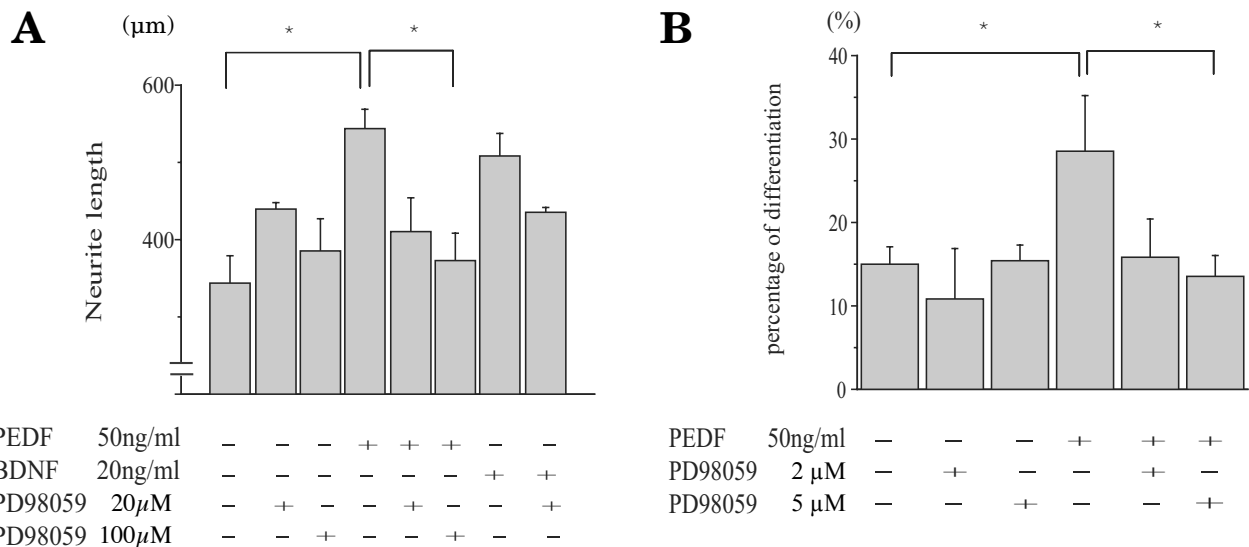 A
(µm)
*
*
600
400
Neurite length
PEDF 50ng/ml – – – + + + – –
BDNF 20ng/ml – – – – – – + +
PD98059 20µM – + – – + – – +
PD98059 100µM – – + – – + – –
B
(%)
*
*
40
30
20
10
0
percentage of differentiation
PEDF 50ng/ml – – – + + +
PD98059 2 µM – + – – + –
PD98059 5 µM – – + – – +